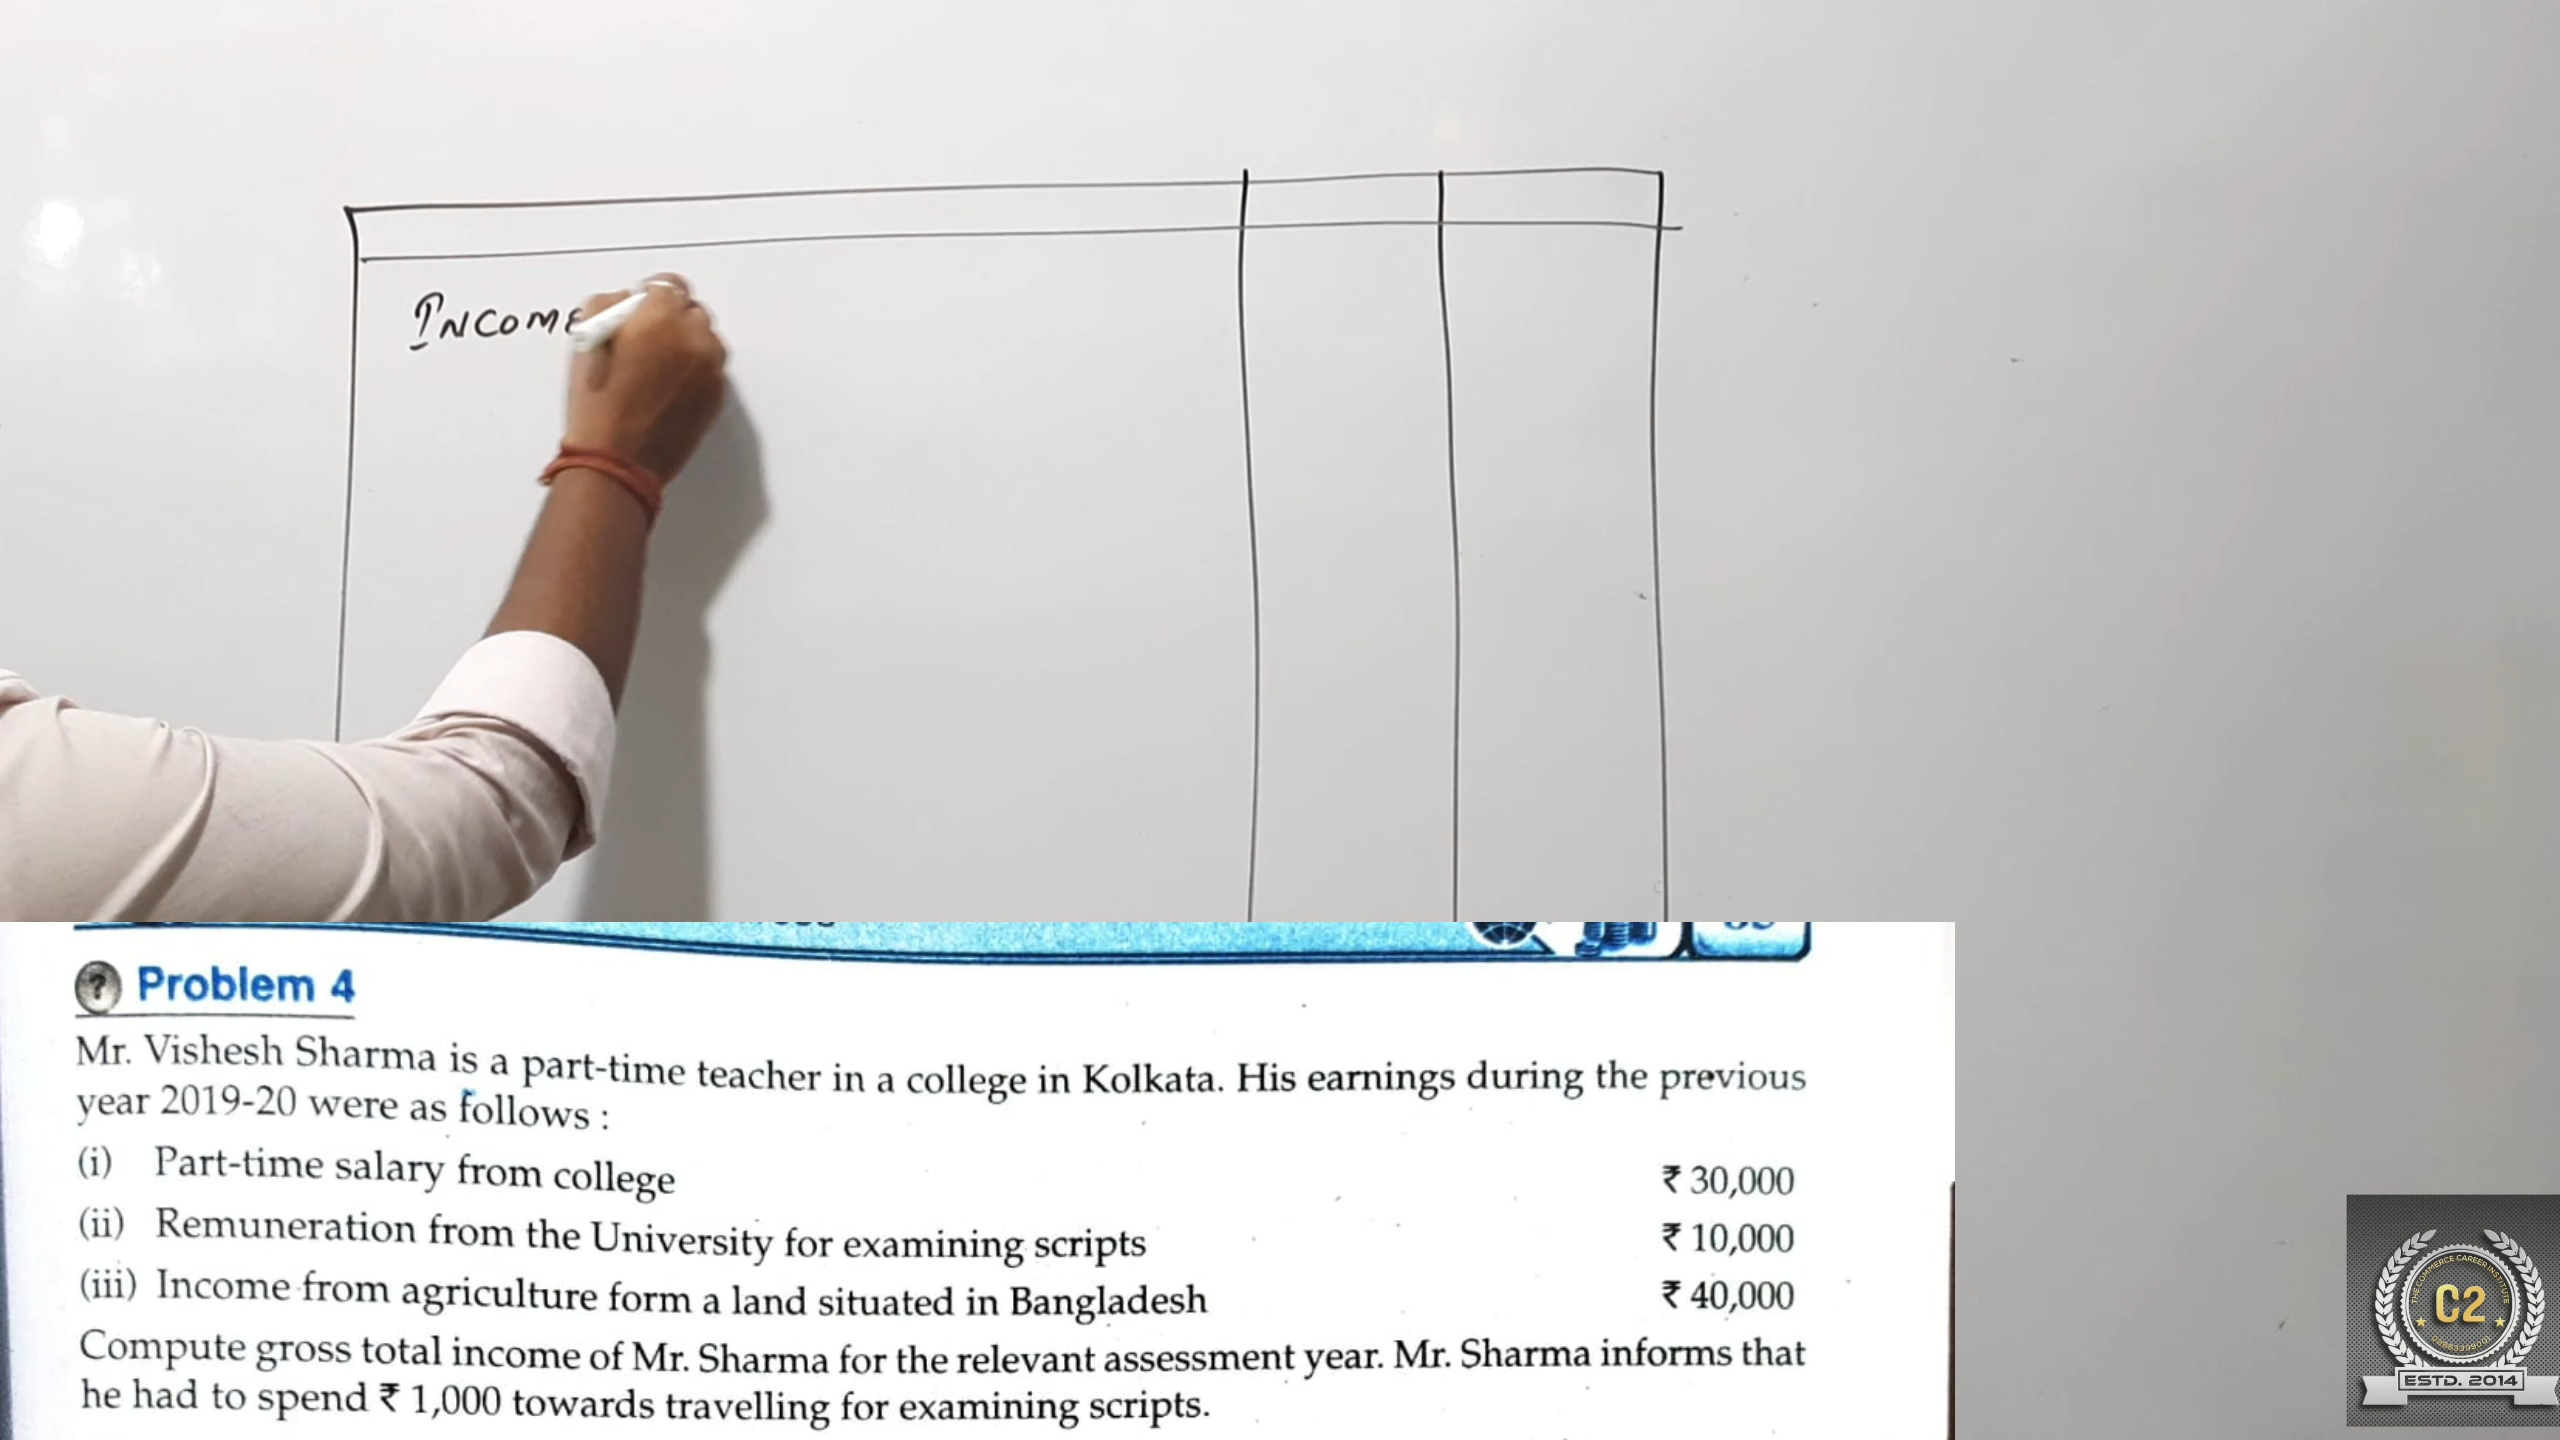 INCOME
Problem 4
Mr. Vishesh Sharma is a part-time teacher in a college in Kolkata. His earnings during the previous
year 2019-20 were as follows :
(i) Part-time salary from college ₹ 30,000
(ii) Remuneration from the University for examining scripts ₹ 10,000
(iii) Income from agriculture form a land situated in Bangladesh ₹ 40,000
Compute gross total income of Mr. Sharma for the relevant assessment year. Mr. Sharma informs that
he had to spend ₹ 1,000 towards travelling for examining scripts.
THE COMMERCE CAREER INSTITUTE
C2
ESTD. 2014